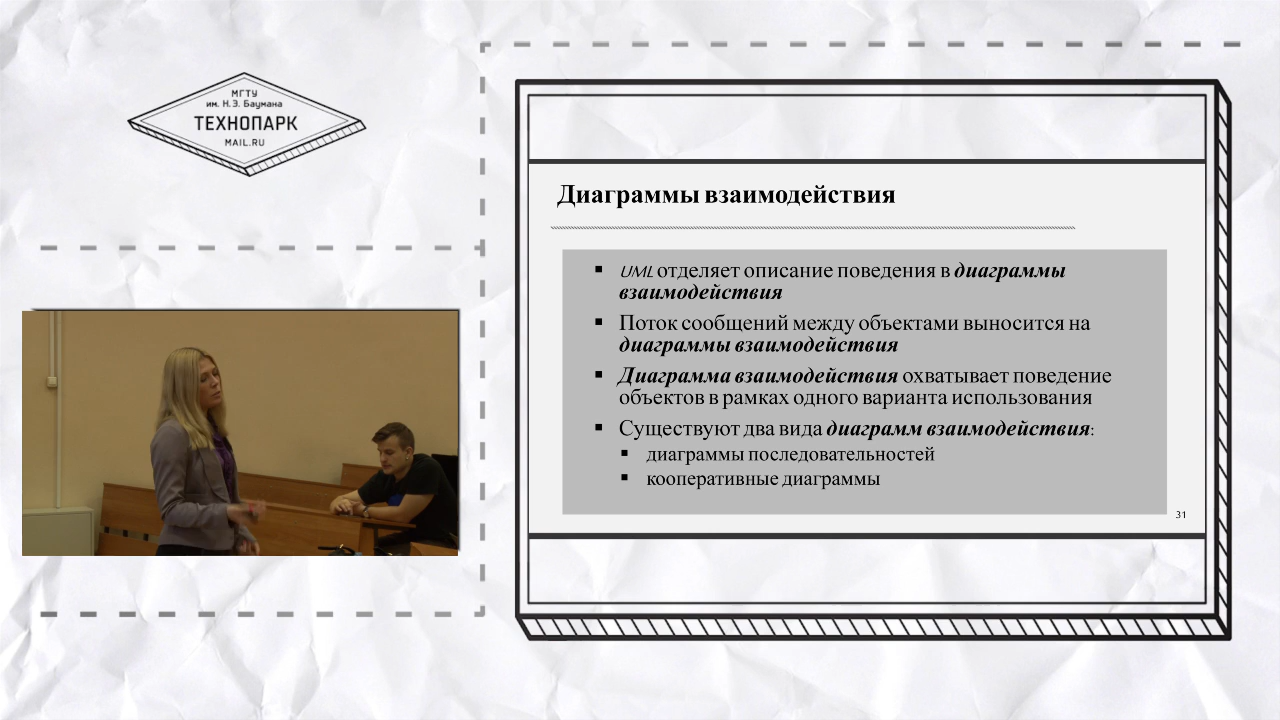 МГТУ
им. Н.Э. Баумана
ТЕХНОПАРК
MAIL.RU
Диаграммы взаимодействия
▪ UML отделяет описание поведения в диаграммы
взаимодействия
▪ Поток сообщений между объектами выносится на
диаграммы взаимодействия
▪ Диаграмма взаимодействия охватывает поведение
объектов в рамках одного варианта использования
▪ Существуют два вида диаграмм взаимодействия:
▪ диаграммы последовательностей
▪ кооперативные диаграммы
31